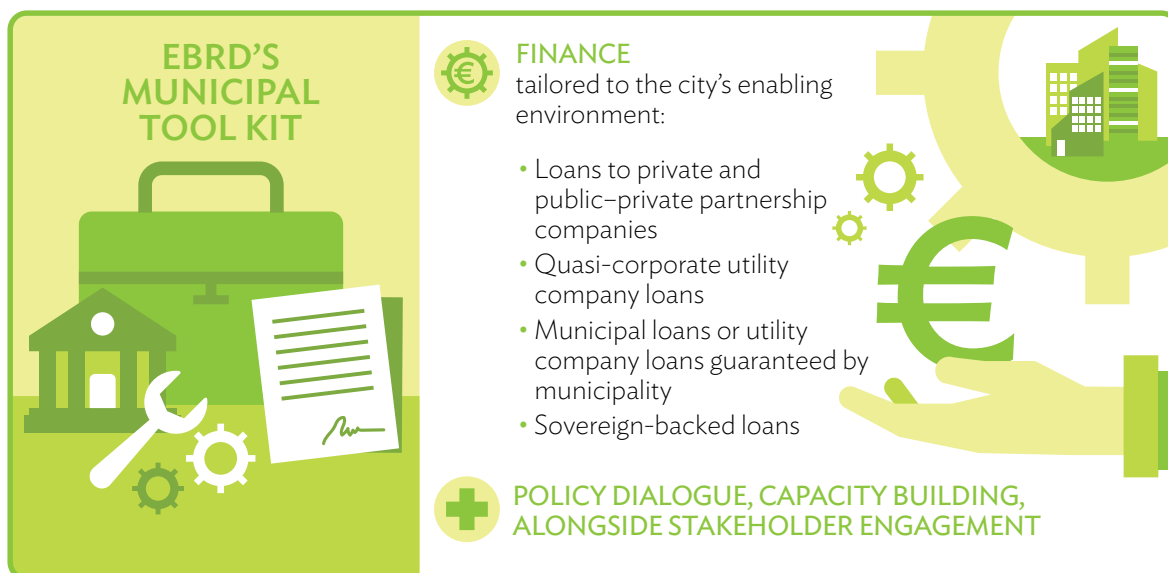 EBRD’S
MUNICIPAL
TOOL KIT
FINANCE
tailored to the city’s enabling
environment:
• Loans to private and
public–private partnership
companies
• Quasi-corporate utility
company loans
• Municipal loans or utility
company loans guaranteed by
municipality
• Sovereign-backed loans
POLICY DIALOGUE, CAPACITY BUILDING,
ALONGSIDE STAKEHOLDER ENGAGEMENT